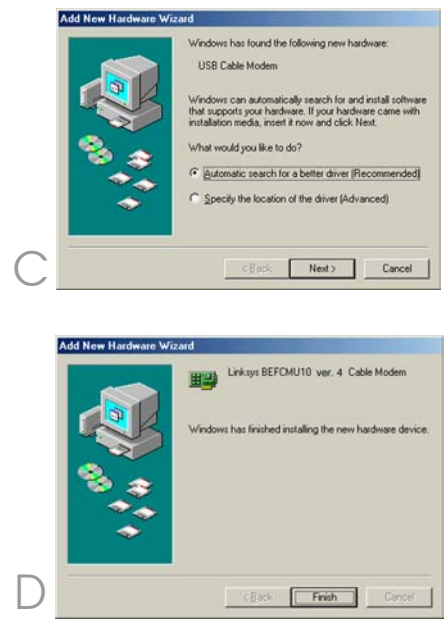 Add New Hardware Wizard
Windows has found the following new hardware:
USB Cable Modem
Windows can automatically search for and install software
that supports your hardware. If your hardware came with
installation media, insert it now and click Next.
What would you like to do?
Automatic search for a better driver (Recommended)
Specify the location of the driver (Advanced)
< Back Next > Cancel
C
Add New Hardware Wizard
Linksys BEFCMU10 ver. 4 Cable Modem
Windows has finished installing the new hardware device.
< Back Finish Cancel
D